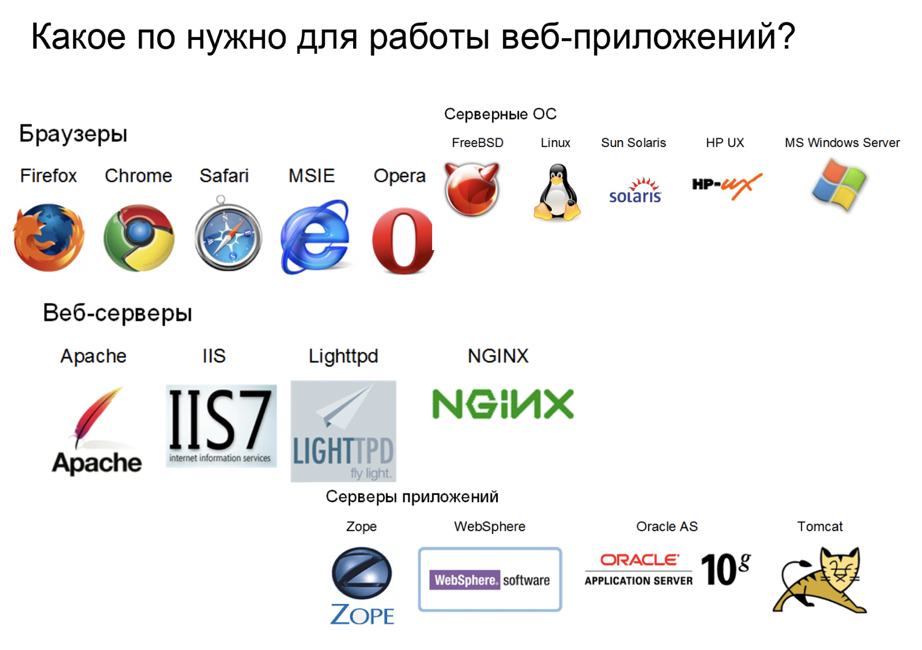 Какое по нужно для работы веб-приложений?
Браузеры
Firefox Chrome Safari MSIE Opera
Серверные ОС
FreeBSD Linux Sun Solaris HP UX MS Windows Server
solaris
HP-UX
Веб-серверы
Apache IIS Lighttpd NGINX
Apache
IIS7
internet information services
LIGHTTPD
fly light.
NGiNX
Серверы приложений
Zope WebSphere Oracle AS Tomcat
ZOPE
WebSphere. software
ORACLE
APPLICATION SERVER
10g